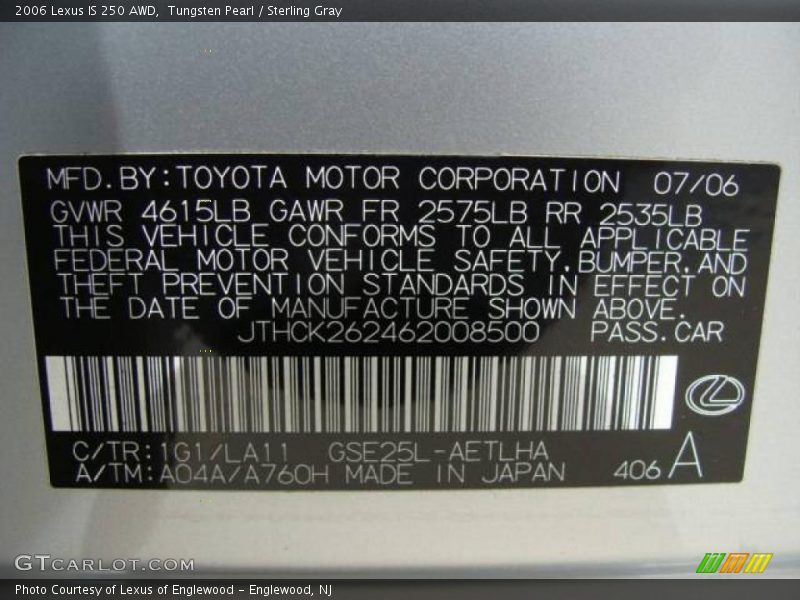 2006 Lexus IS 250 AWD,  Tungsten Pearl / Sterling Gray
MFD.BY:TOYOTA MOTOR CORPORATION 07/06
GVWR 4615LB GAWR FR 2575LB RR 2535LB
THIS VEHICLE CONFORMS TO ALL APPLICABLE
FEDERAL MOTOR VEHICLE SAFETY,BUMPER,AND
THEFT PREVENTION STANDARDS IN EFFECT ON
THE DATE OF MANUFACTURE SHOWN ABOVE.
JTHCK262462008500 PASS.CAR
C/TR:1G1/LA11 GSE25L-AETLHA
A/TM:A04A/A760H MADE IN JAPAN 406 A
GTCARLOT.COM
Photo Courtesy of Lexus of Englewood - Englewood, NJ